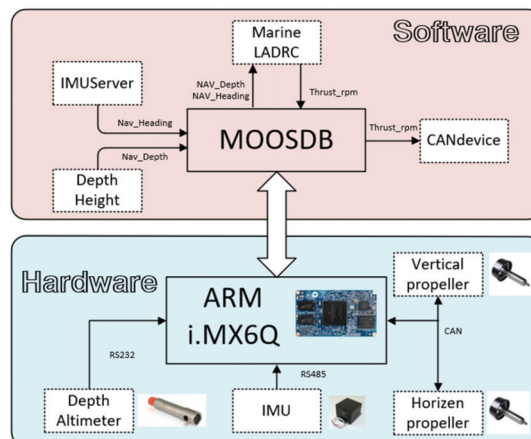 Software
Marine
LADRC
IMUServer
NAV_Depth
NAV_Heading
Thrust_rpm
Nav_Heading
MOOSDB
Thrust_rpm
CANdevice
Nav_Depth
Depth
Height
Hardware
ARM
i.MX6Q
Vertical
propeller
CAN
RS232
RS485
Depth
Altimeter
IMU
Horizen
propeller